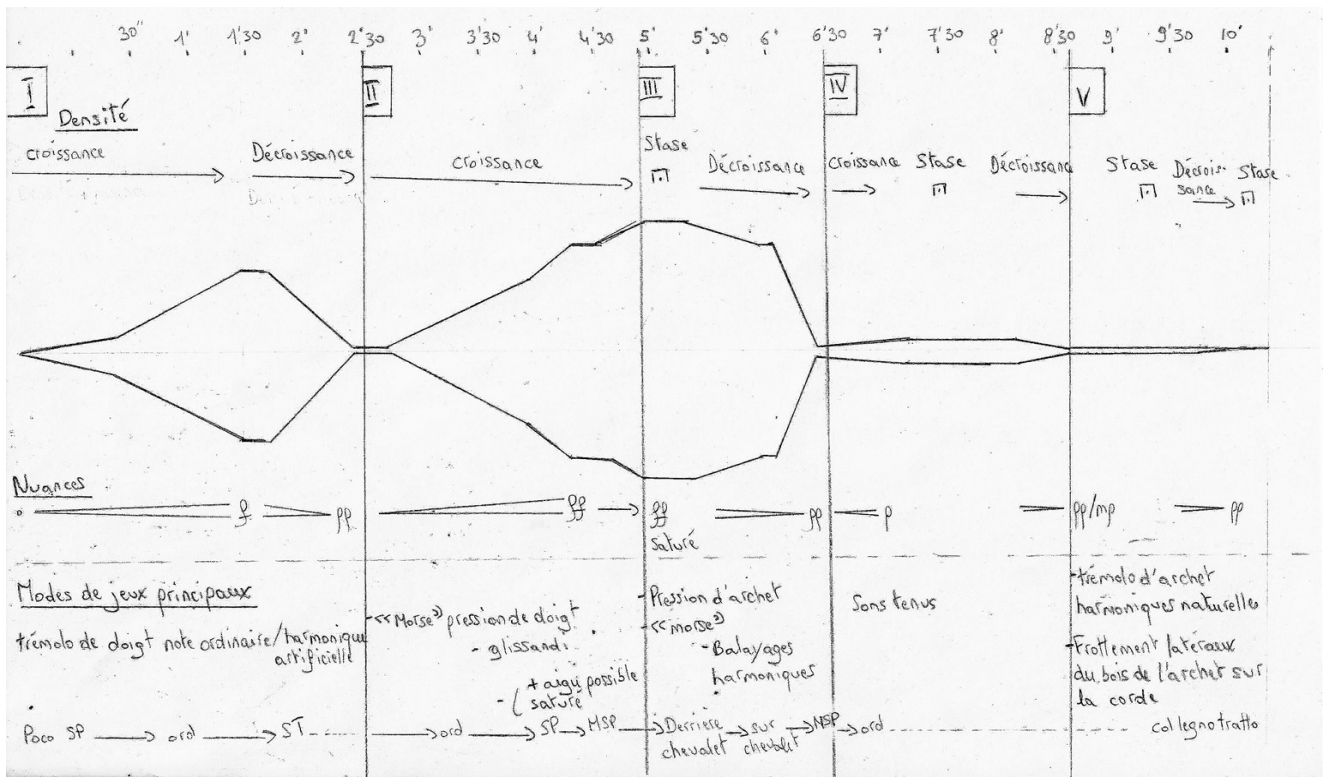 30" 1' 1'30 2' 2'30 3' 3'30 4' 4'30 5' 5'30 6' 6'30 7' 7'30 8' 8'30 9' 9'30 10'
I II III IV V
Densité
croissance Décroissance croissance Stase Décroissance croissance Stase Décroissance Stase Décrois- Stase
sance
Nuances
o f pp ff ff pp p pp/mp pp
saturé
Modes de jeux principaux
trémolo de doigt note ordinaire/harmonique
artificielle
-<<Morse>> pression de doigt
- glissandi
- ( + aigu possible
saturé
- Pression d'archet
- <<morse>>
- Balayages
harmoniques
Sons tenus
- trémolo d'archet
harmoniques naturelle
- Frottement latéraux
du bois de l'archet sur
la corde
Poco SP ord ST ord SP MSP Derrière sur MSP ord col legno tratto
chevalet chevalet